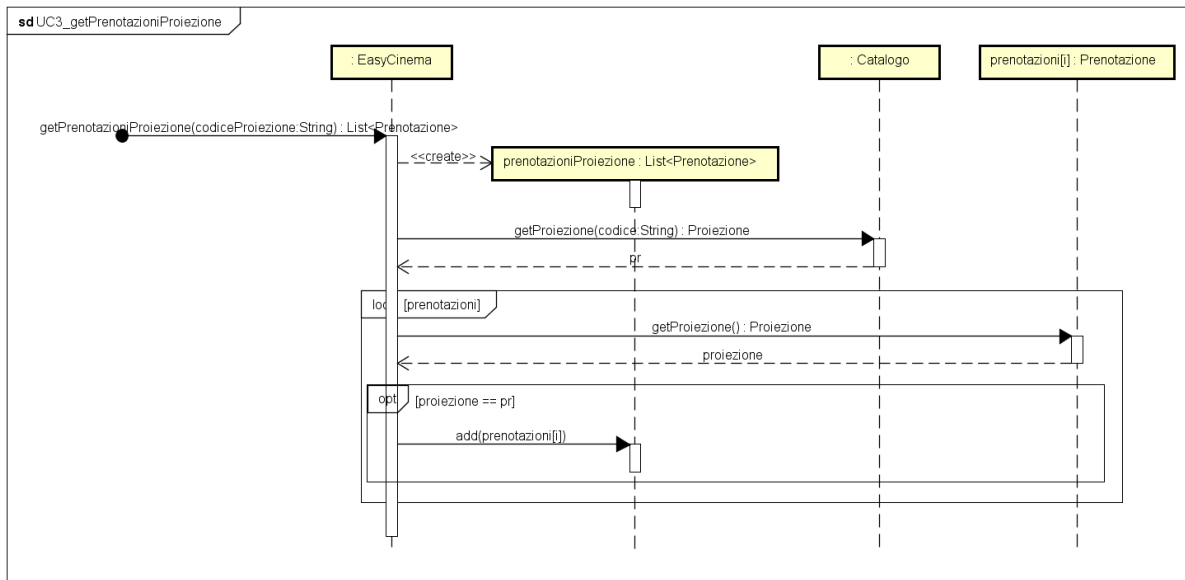 sd UC3_getPrenotazioniProiezione
: EasyCinema
: Catalogo
prenotazioni[i] : Prenotazione
getPrenotazioniProiezione(codiceProiezione:String) : List<Prenotazione>
<<create>>
prenotazioniProiezione : List<Prenotazione>
getProiezione(codice:String) : Proiezione
pr
[prenotazioni]
getProiezione() : Proiezione
proiezione
opt
[proiezione == pr]
add(prenotazioni[i])